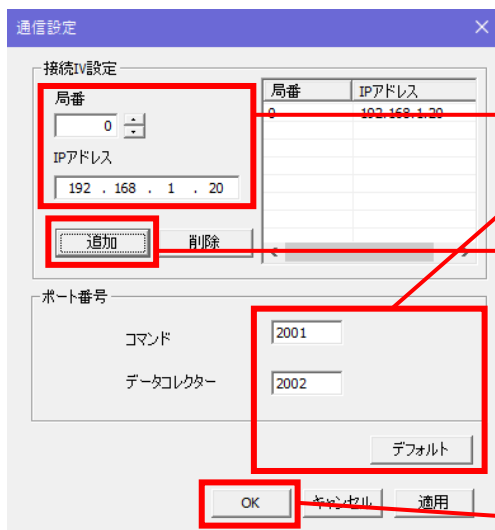 通信設定
接続IV設定
局番
0
IPアドレス
192 . 168 . 1 . 20
追加
削除
局番 IPアドレス
0 192.168.1.20
ポート番号
コマンド 2001
データコレクター 2002
デフォルト
OK キャンセル 適用